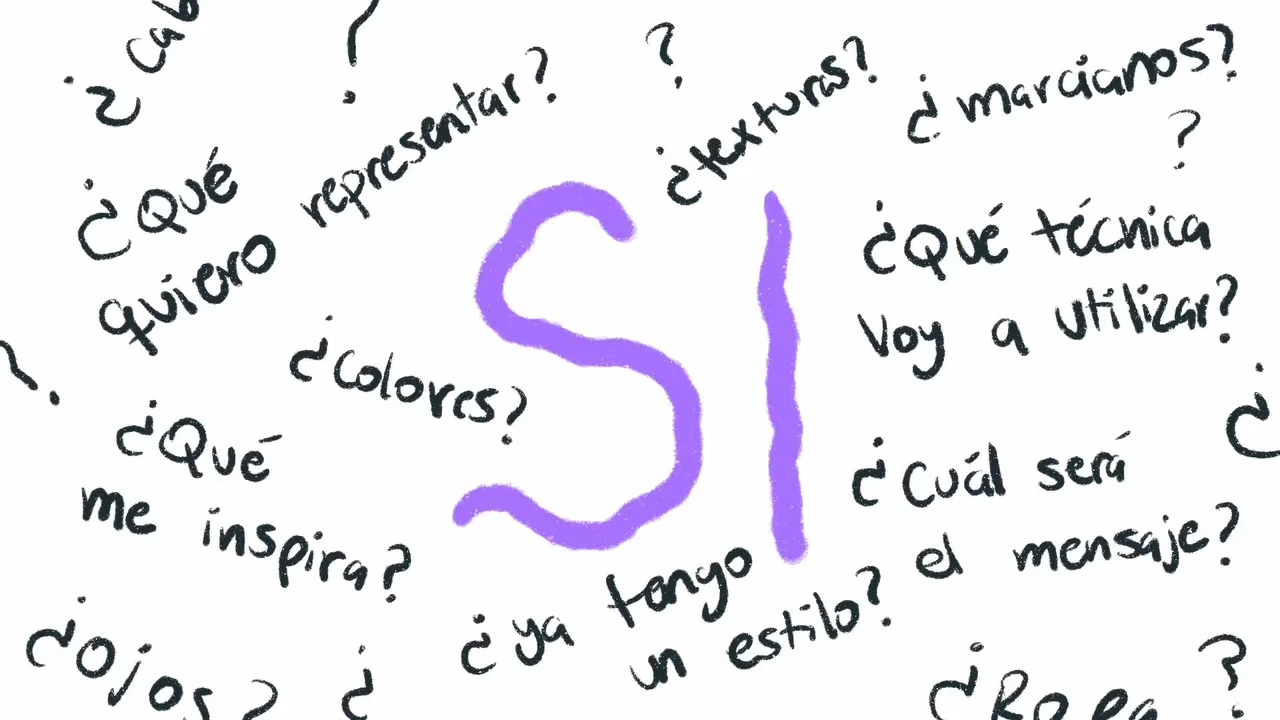 ?
?
¿texturas?
¿marcianos?
?
¿Qué
quiero representar?
SI
¿Qué técnica
voy a utilizar?
¿colores?
¿Qué
me inspira?
¿Cuál será
el mensaje?
¿
¿ya tengo
un estilo?
¿ojos?
¿
¿Ropa?